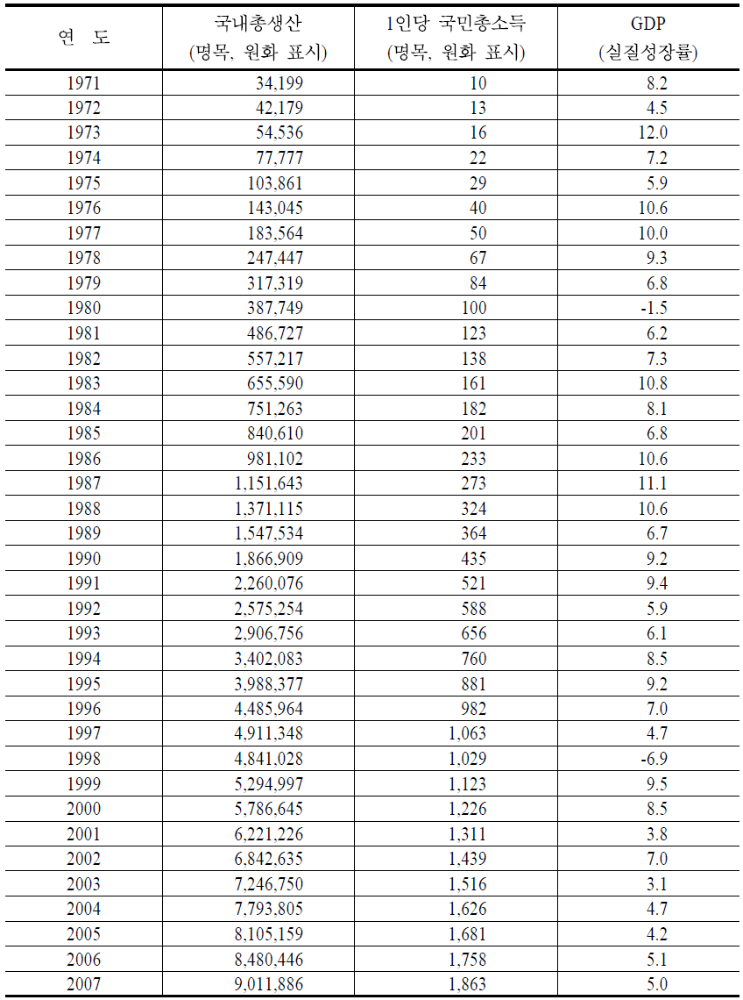 연 도 국내총생산 1인당 국민총소득 GDP
(명목, 원화 표시) (명목, 원화 표시) (실질성장률)
1971 34,199 10 8.2
1972 42,179 13 4.5
1973 54,536 16 12.0
1974 77,777 22 7.2
1975 103,861 29 5.9
1976 143,045 40 10.6
1977 183,564 50 10.0
1978 247,447 67 9.3
1979 317,319 84 6.8
1980 387,749 100 -1.5
1981 486,727 123 6.2
1982 557,217 138 7.3
1983 655,590 161 10.8
1984 751,263 182 8.1
1985 840,610 201 6.8
1986 981,102 233 10.6
1987 1,151,643 273 11.1
1988 1,371,115 324 10.6
1989 1,547,534 364 6.7
1990 1,866,909 435 9.2
1991 2,260,076 521 9.4
1992 2,575,254 588 5.9
1993 2,906,756 656 6.1
1994 3,402,083 760 8.5
1995 3,988,377 881 9.2
1996 4,485,964 982 7.0
1997 4,911,348 1,063 4.7
1998 4,841,028 1,029 -6.9
1999 5,294,997 1,123 9.5
2000 5,786,645 1,226 8.5
2001 6,221,226 1,311 3.8
2002 6,842,635 1,439 7.0
2003 7,246,750 1,516 3.1
2004 7,793,805 1,626 4.7
2005 8,105,159 1,681 4.2
2006 8,480,446 1,758 5.1
2007 9,011,886 1,863 5.0